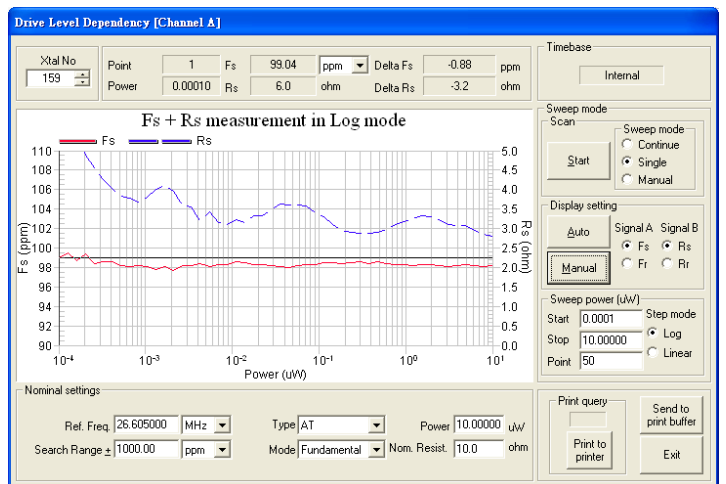 Drive Level Dependency [Channel A]
Xtal No
159
Point 1 Fs 99.04 ppm Delta Fs -0.88 ppm
Power 0.00010 Rs 6.0 ohm Delta Rs -3.2 ohm
Timebase
Internal
Fs + Rs measurement in Log mode
Fs Rs
110
108
106
104
102
100
98
96
94
92
90
Fs (ppm)
5.0
4.5
4.0
3.5
3.0
2.5
2.0
1.5
1.0
0.5
0.0
Rs (ohm)
10-4 10-3 10-2 10-1 100 101
Power (uW)
Sweep mode
Scan
Start
Sweep mode
Continue
Single
Manual
Display setting
Auto
Manual
Signal A Signal B
Fs Rs
Fr Rr
Sweep power (uW)
Start 0.0001
Stop 10.00000
Point 50
Step mode
Log
Linear
Nominal settings
Ref. Freq. 26.605000 MHz Type AT Power 10.00000 uW
Search Range ± 1000.00 ppm Mode Fundamental Nom. Resist. 10.0 ohm
Print query
Print to
printer
Send to
print buffer
Exit